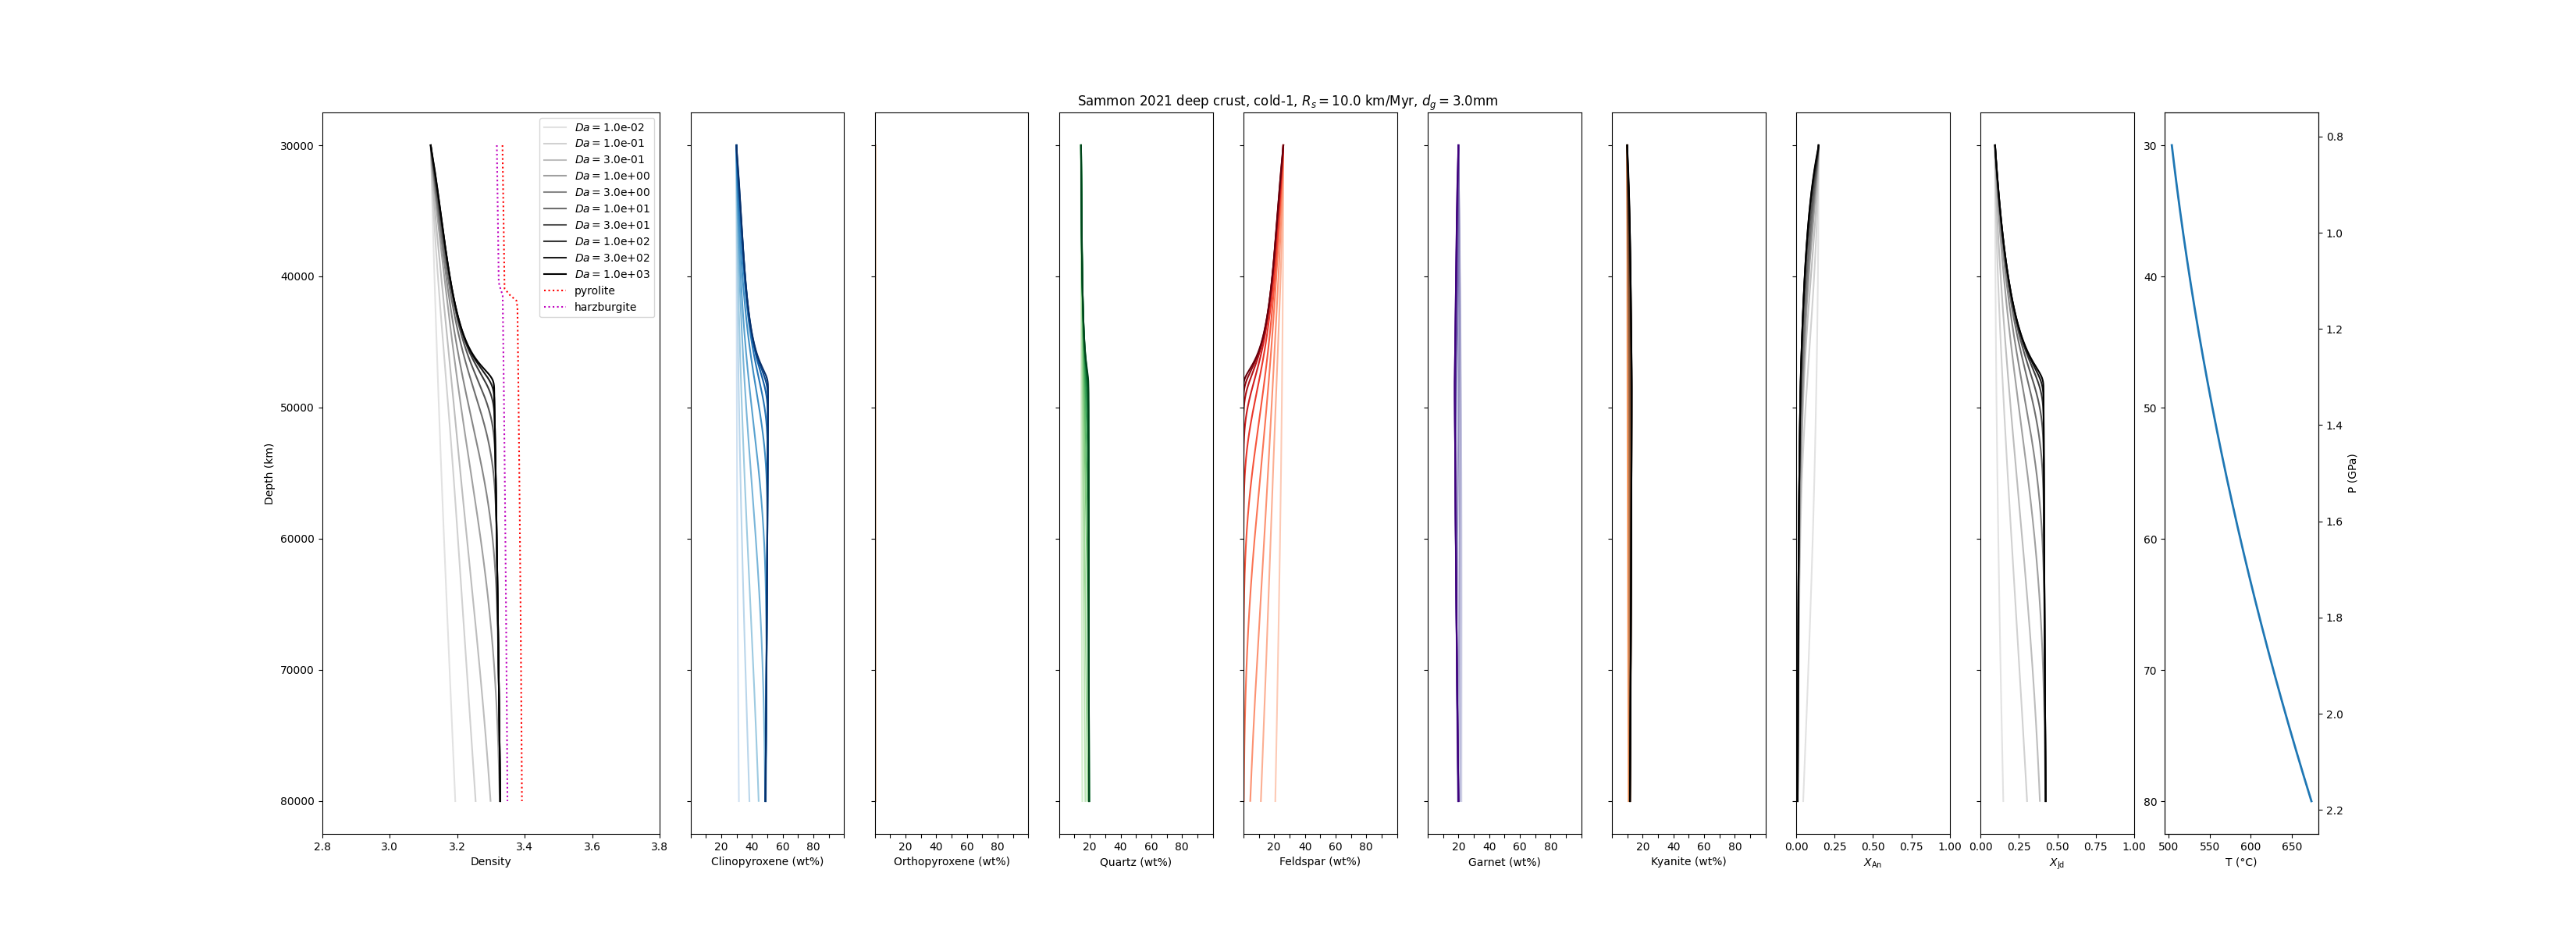 Sammon 2021 deep crust, cold-1, R_s = 10.0 km/Myr, d_g = 3.0mm
Da = 1.0e-02
Da = 1.0e-01
Da = 3.0e-01
Da = 1.0e+00
Da = 3.0e+00
Da = 1.0e+01
Da = 3.0e+01
Da = 1.0e+02
Da = 3.0e+02
Da = 1.0e+03
pyrolite
harzburgite
Depth (km)
30000
40000
50000
60000
70000
80000
2.8 3.0 3.2 3.4 3.6 3.8
Density
20 40 60 80
Clinopyroxene (wt%)
20 40 60 80
Orthopyroxene (wt%)
20 40 60 80
Quartz (wt%)
20 40 60 80
Feldspar (wt%)
20 40 60 80
Garnet (wt%)
20 40 60 80
Kyanite (wt%)
0.00 0.25 0.50 0.75 1.00
X_An
0.00 0.25 0.50 0.75 1.00
X_Jd
30
40
50
60
70
80
500 550 600 650
T (°C)
0.8
1.0
1.2
1.4
1.6
1.8
2.0
2.2
P (GPa)